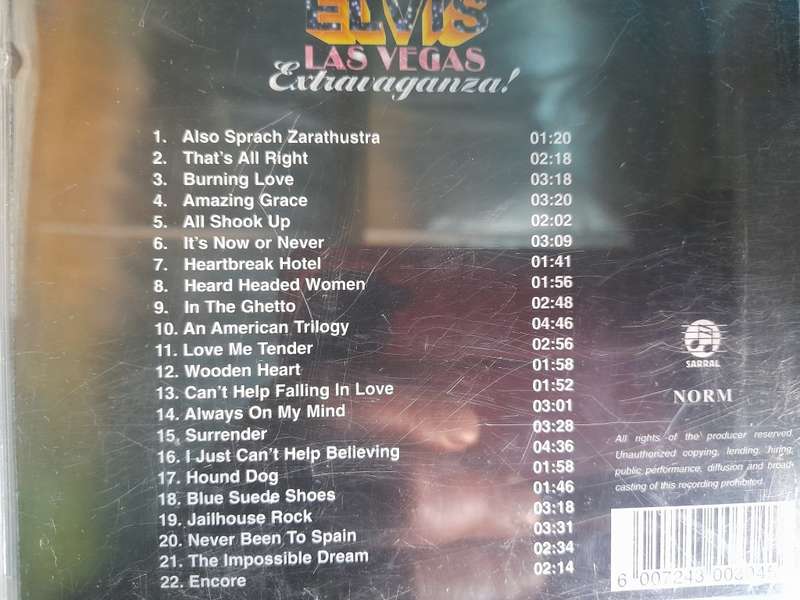 ELVIS
LAS VEGAS
Extravaganza!
1. Also Sprach Zarathustra 01:20
2. That's All Right 02:18
3. Burning Love 03:18
4. Amazing Grace 03:20
5. All Shook Up 02:02
6. It's Now or Never 03:09
7. Heartbreak Hotel 01:41
8. Heard Headed Women 01:56
9. In The Ghetto 02:48
10. An American Trilogy 04:46
11. Love Me Tender 02:56
12. Wooden Heart 01:58
13. Can't Help Falling In Love 01:52
14. Always On My Mind 03:01
15. Surrender 03:28
16. I Just Can't Help Believing 04:36
17. Hound Dog 01:58
18. Blue Suede Shoes 01:46
19. Jailhouse Rock 03:18
20. Never Been To Spain 03:31
21. The Impossible Dream 02:34
22. Encore 02:14
SARRAL
NORM
All rights of the producer reserved.
Unauthorized copying, lending, hiring,
public performance, diffusion and broad-
casting of this recording prohibited.
6 007243